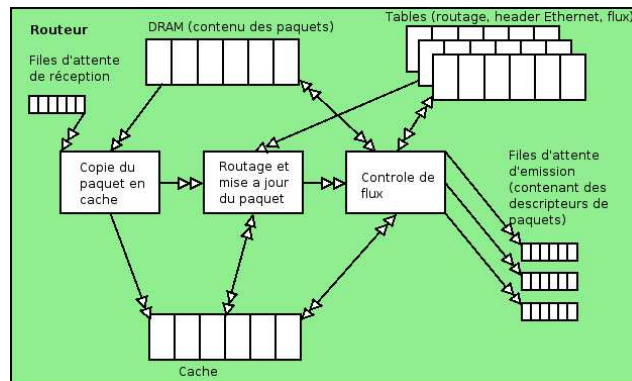 Routeur
DRAM (contenu des paquets)
Tables (routage, header Ethernet, flux)
Files d'attente
de réception
Copie du
paquet en
cache
Routage et
mise a jour
du paquet
Controle de
flux
Files d'attente
d'emission
(contenant des
descripteurs de
paquets)
Cache